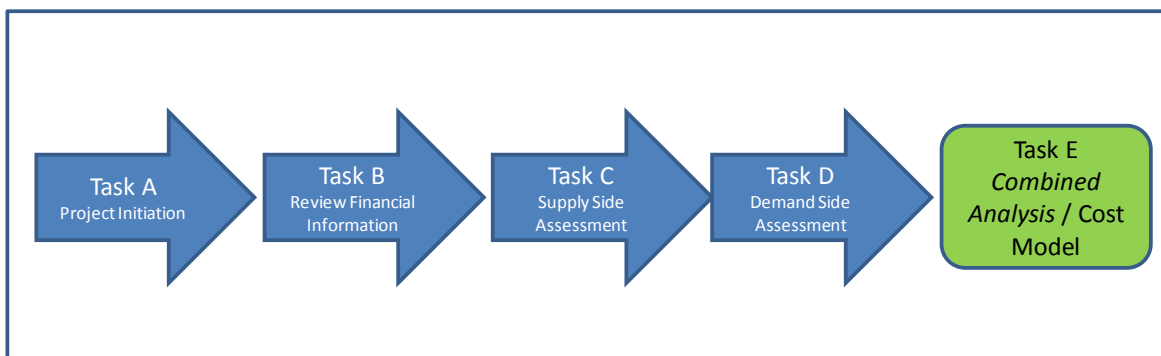 Task A
Project Initiation
Task B
Review Financial
Information
Task C
Supply Side
Assessment
Task D
Demand Side
Assessment
Task E
Combined
Analysis / Cost
Model